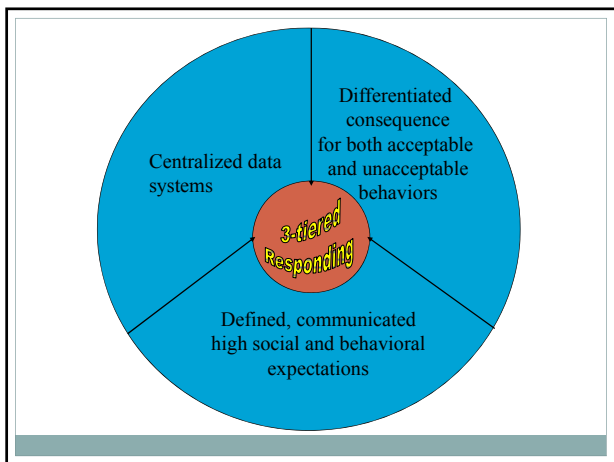 Differentiated
consequence
for both acceptable
and unacceptable
behaviors
Centralized data
systems
3-tiered
Responding
Defined, communicated
high social and behavioral
expectations